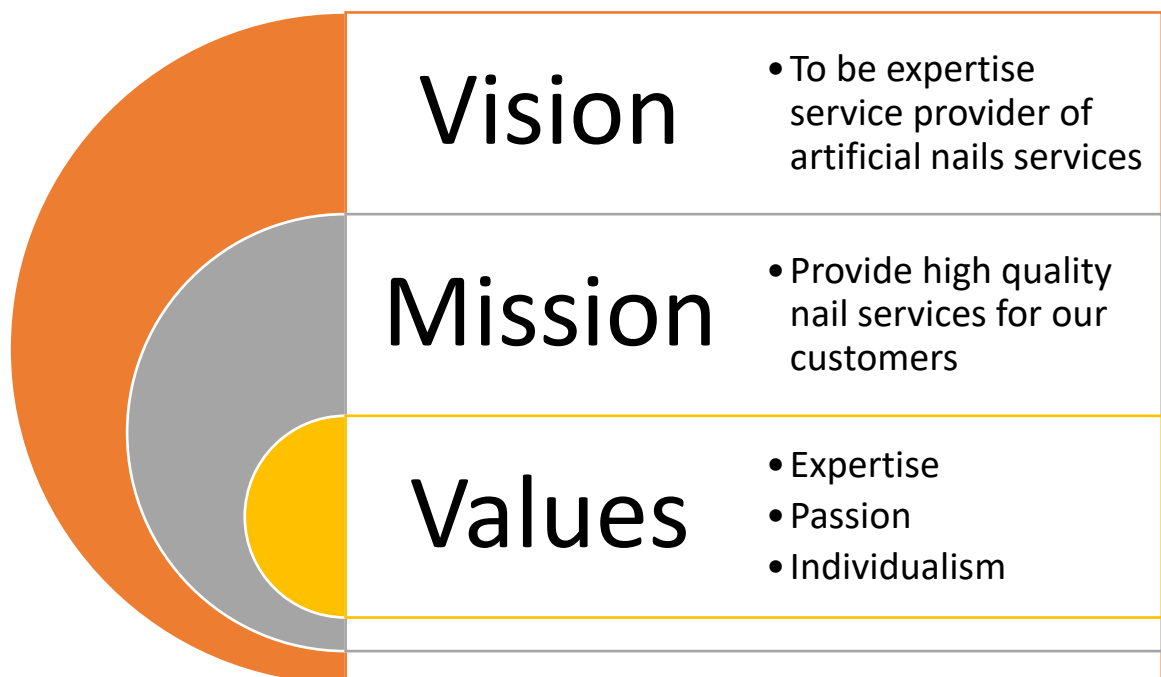 Vision
• To be expertise
service provider of
artificial nails services
Mission
• Provide high quality
nail services for our
customers
Values
• Expertise
• Passion
• Individualism